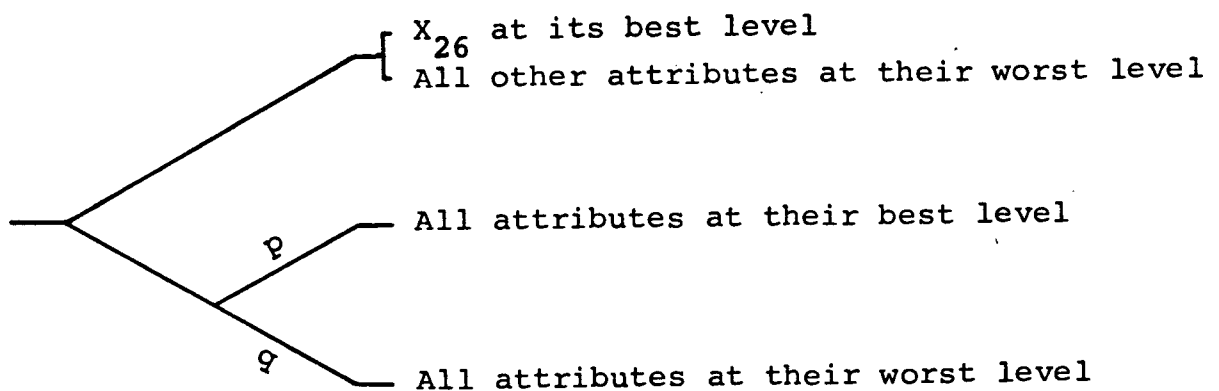 X26 at its best level
All other attributes at their worst level
All attributes at their best level
p
q
All attributes at their worst level